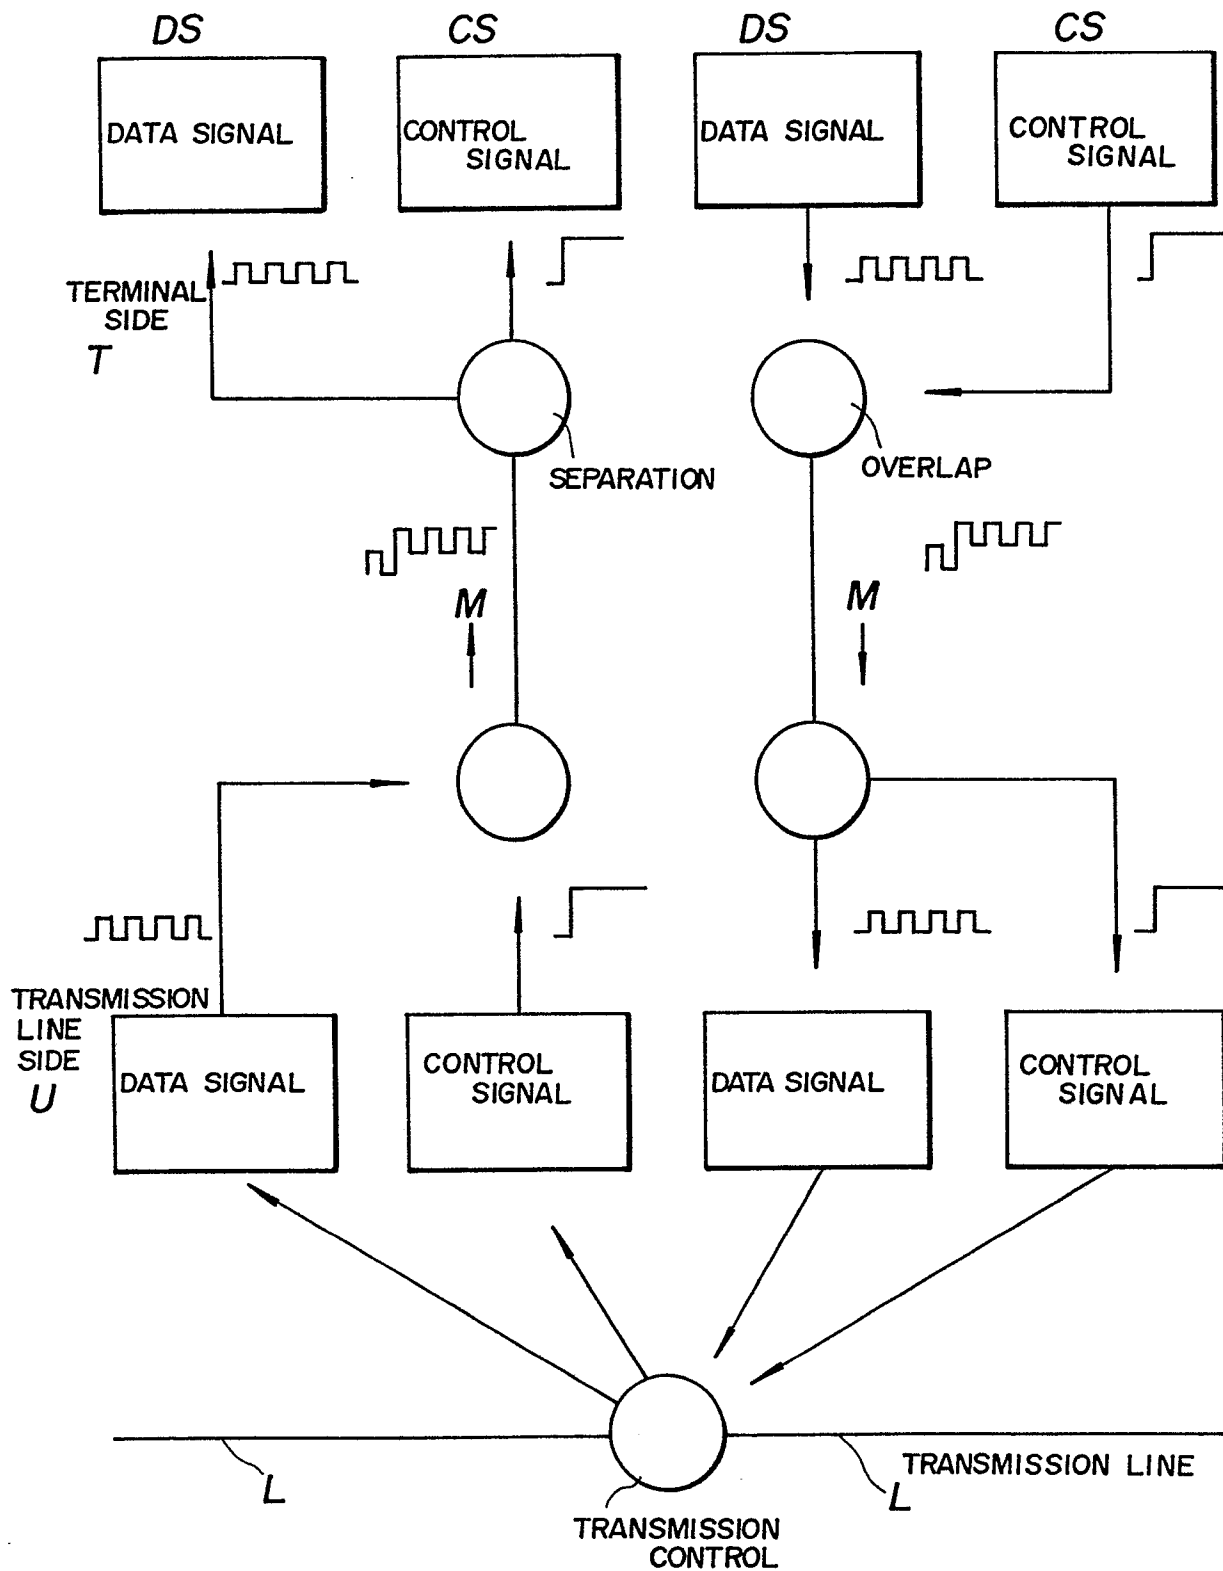 DS CS DS CS
DATA SIGNAL
CONTROL
SIGNAL
DATA SIGNAL
CONTROL
SIGNAL
TERMINAL
SIDE
T
SEPARATION
OVERLAP
M
M
TRANSMISSION
LINE
SIDE
U
DATA SIGNAL
CONTROL
SIGNAL
DATA SIGNAL
CONTROL
SIGNAL
L
L
TRANSMISSION LINE
TRANSMISSION
CONTROL